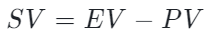 SV = EV − PV